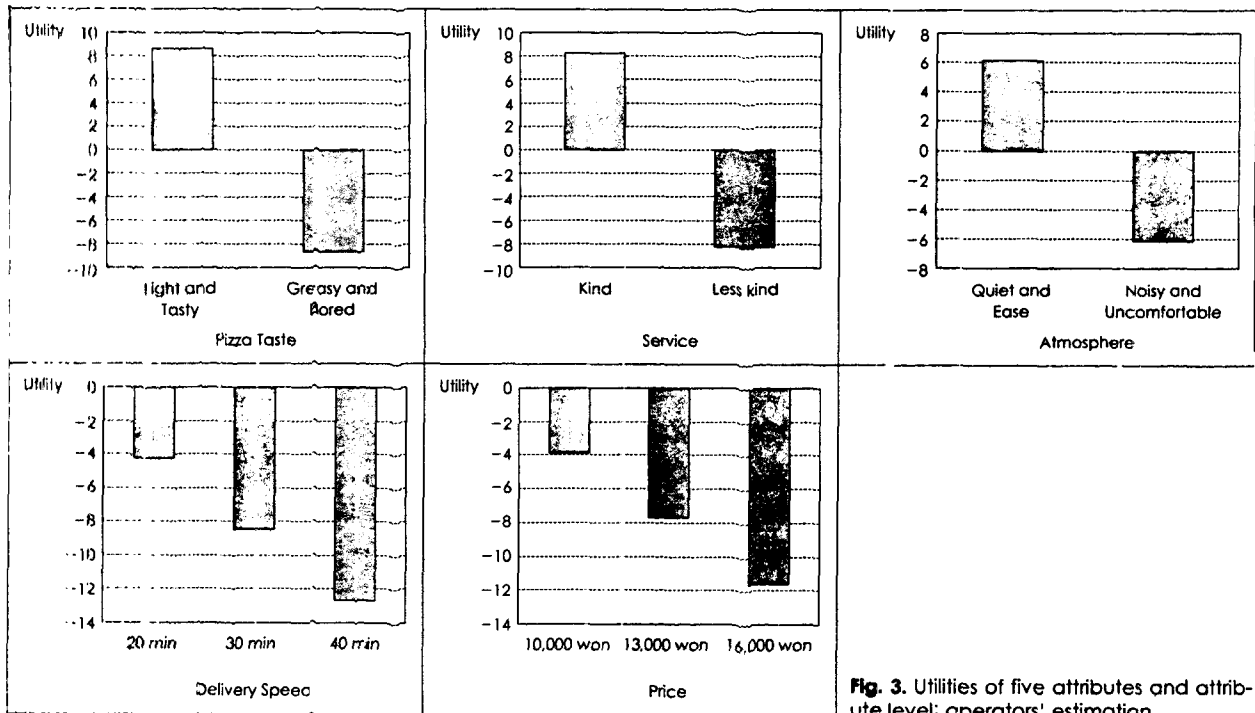 Utility
10
8
6
4
2
0
-2
-4
-6
-8
-10
Light and
Tasty
Greasy and
Bored
Pizza Taste
Utility
10
8
6
4
2
0
-2
-4
-6
-8
-10
Kind
Less kind
Service
Utility
6
4
2
0
-2
-4
-6
-8
Quiet and
Ease
Noisy and
Uncomfortable
Atmosphere
Utility
0
-2
-4
-6
-8
-10
-12
-14
20 min
30 min
40 min
Delivery Speed
Utility
0
-2
-4
-6
-8
-10
-12
-14
10,000 won
13,000 won
16,000 won
Price
Fig. 3. Utilities of five attributes and attrib-
ute level: operators' estimation